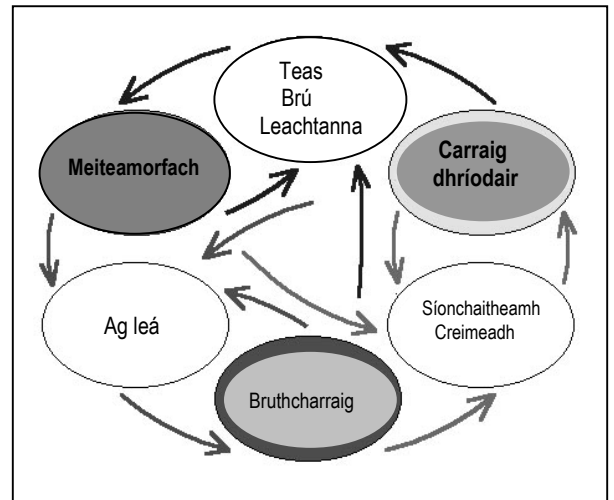 Teas
Brú
Leachtanna
Meiteamorfach
Carraig
dhríodair
Ag leá
Síonchaitheamh
Creimeadh
Bruthcharraig